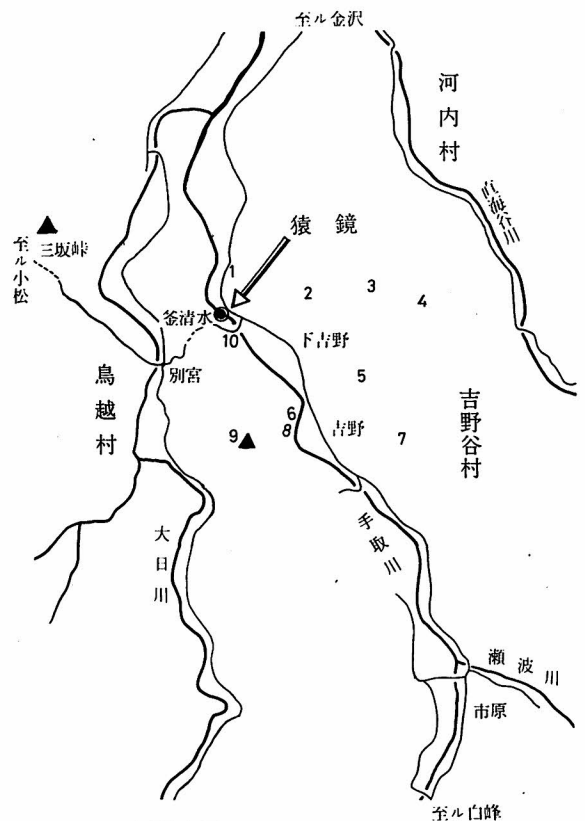 至ル金沢
河内村
直海谷川
猿鏡
三坂峠
至ル小松
1
2
3
4
釜清水
10
下吉野
別宮
鳥越村
5
吉野谷村
6
8
吉野
7
9
手取川
大日川
瀬波川
市原
至ル白峰